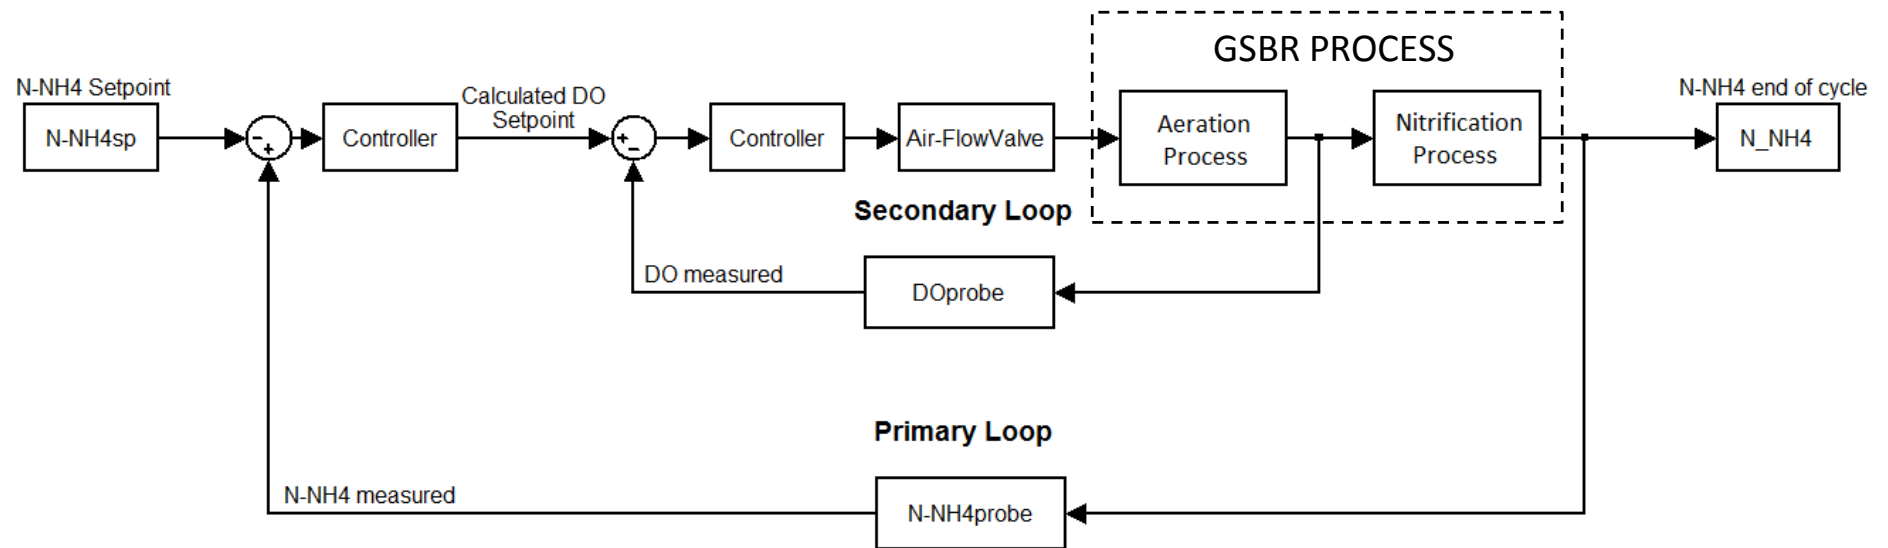 GSBR PROCESS
N-NH4 Setpoint
N-NH4sp
-
+
Controller
Calculated DO
Setpoint
+
-
Controller
Air-FlowValve
Aeration
Process
Nitrification
Process
N-NH4 end of cycle
N_NH4
Secondary Loop
DO measured
DOprobe
Primary Loop
N-NH4 measured
N-NH4probe